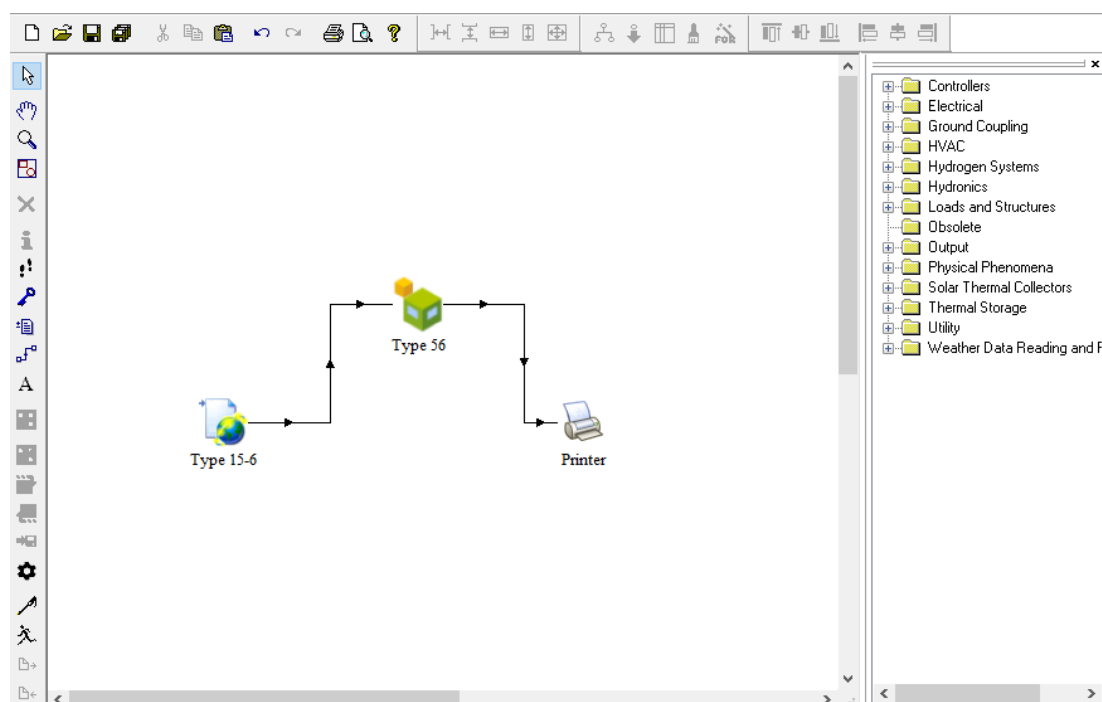 FOR
A
Type 56
Type 15-6
Printer
Controllers
Electrical
Ground Coupling
HVAC
Hydrogen Systems
Hydronics
Loads and Structures
Obsolete
Output
Physical Phenomena
Solar Thermal Collectors
Thermal Storage
Utility
Weather Data Reading and